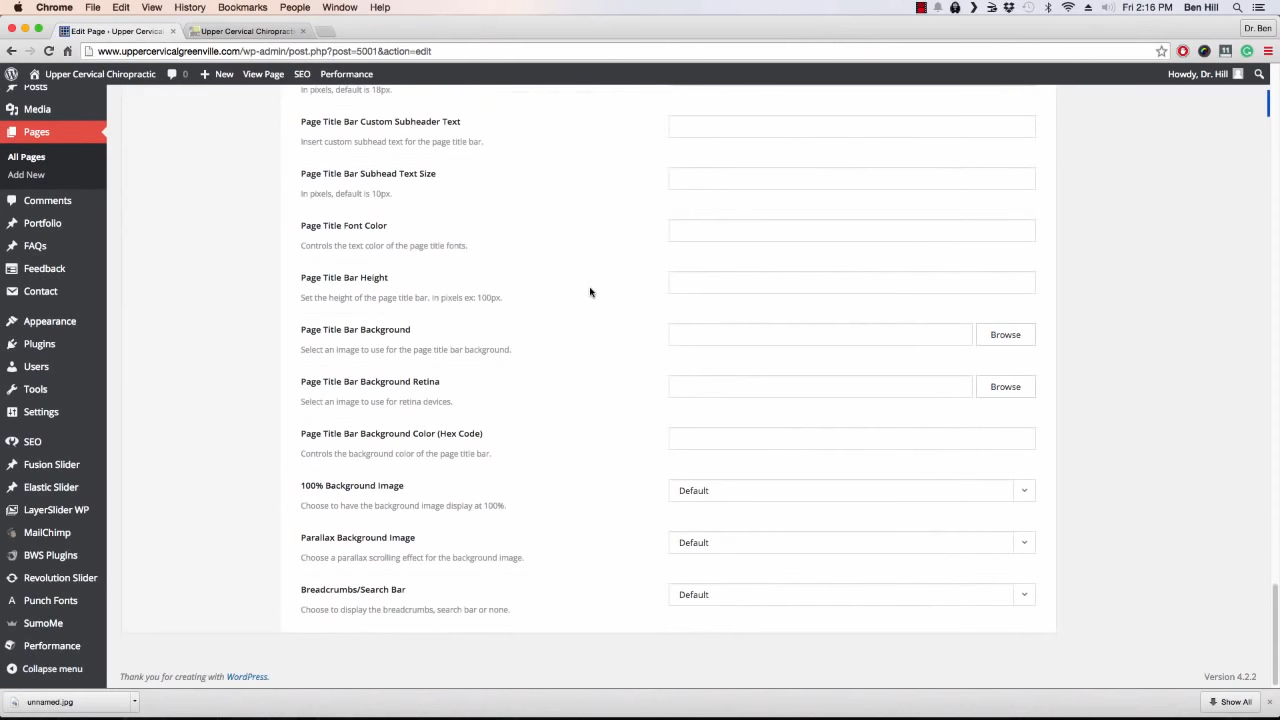 Chrome File Edit View History Bookmarks People Window Help Fri 2:16 PM Ben Hill
Edit Page ‹ Upper Cervical Upper Cervical Chiropracti Dr. Ben
www.uppercervicalgreenville.com/wp-admin/post.php?post=5001&action=edit
Upper Cervical Chiropractic 0 New View Page SEO Performance Howdy, Dr. Hill
Posts
In pixels, default is 18px.
Media
Page Title Bar Custom Subheader Text
Pages
Insert custom subhead text for the page title bar.
All Pages
Page Title Bar Subhead Text Size
Add New
In pixels, default is 10px.
Comments
Portfolio
Page Title Font Color
FAQs
Controls the text color of the page title fonts.
Feedback
Page Title Bar Height
Contact
Set the height of the page title bar. In pixels ex: 100px.
Appearance
Page Title Bar Background
Browse
Plugins
Select an image to use for the page title bar background.
Users
Page Title Bar Background Retina
Browse
Tools
Select an image to use for retina devices.
Settings
Page Title Bar Background Color (Hex Code)
SEO
Controls the background color of the page title bar.
Fusion Slider
Elastic Slider
100% Background Image
Default
LayerSlider WP
Choose to have the background image display at 100%.
MailChimp
Parallax Background Image
Default
BWS Plugins
Choose a parallax scrolling effect for the background image.
Revolution Slider
Breadcrumbs/Search Bar
Default
Punch Fonts
Choose to display the breadcrumbs, search bar or none.
SumoMe
Performance
Collapse menu
Thank you for creating with WordPress.
Version 4.2.2
unnamed.jpg
Show All